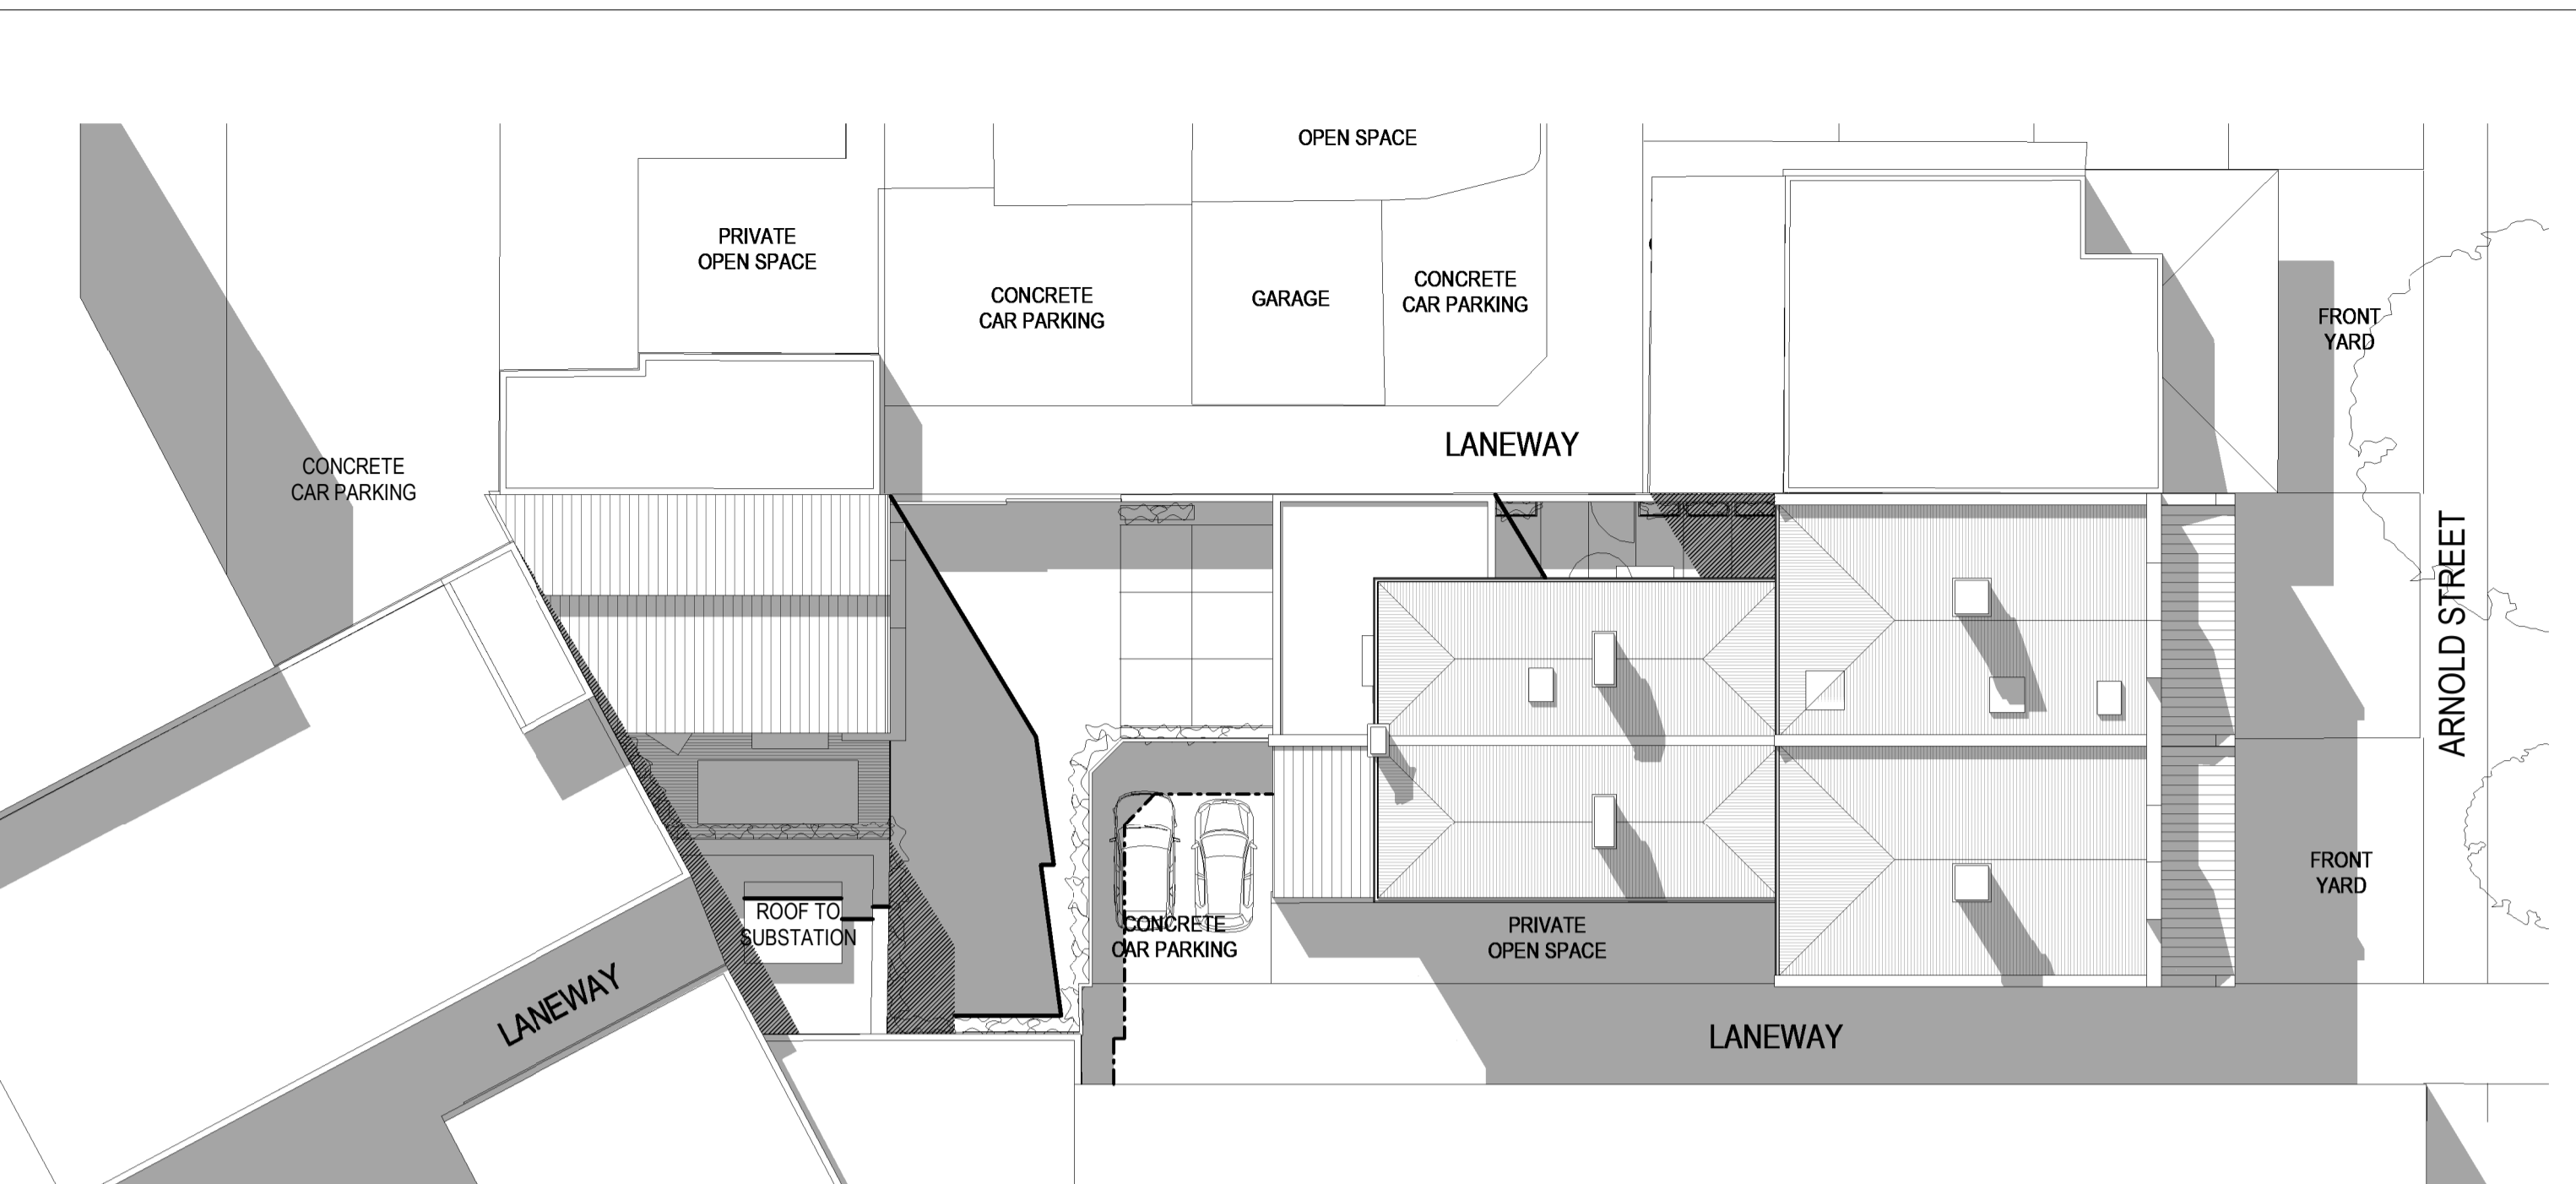 OPEN SPACE
PRIVATE
OPEN SPACE
CONCRETE
CAR PARKING
GARAGE
CONCRETE
CAR PARKING
FRONT
YARD
LANEWAY
CONCRETE
CAR PARKING
ARNOLD STREET
ROOF TO
SUBSTATION
CONCRETE
CAR PARKING
PRIVATE
OPEN SPACE
FRONT
YARD
LANEWAY
LANEWAY